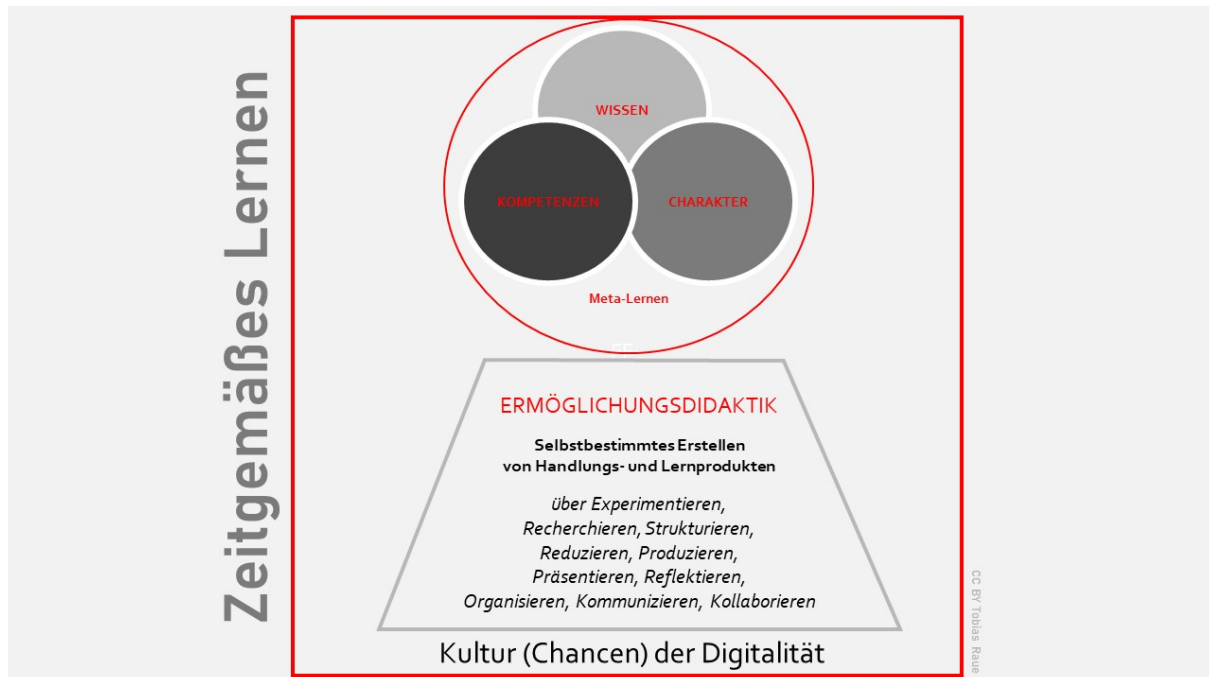 Zeitgemäßes Lernen
WISSEN
KOMPETENZEN
CHARAKTER
Meta-Lernen
ERMÖGLICHUNGSDIDAKTIK
Selbstbestimmtes Erstellen
von Handlungs- und Lernprodukten
über Experimentieren,
Recherchieren, Strukturieren,
Reduzieren, Produzieren,
Präsentieren, Reflektieren,
Organisieren, Kommunizieren, Kollaborieren
Kultur (Chancen) der Digitalität
CC BY Tobias Raue